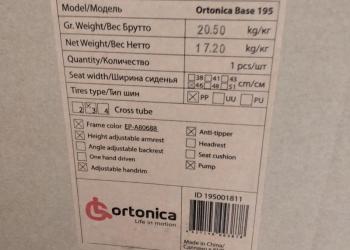 Model/Модель Ortonica Base 195
Gr. Weight/Вес Брутто 20.50 kg/кг
Net Weight/Вес Нетто 17.20 kg/кг
Quantity/Количество 1 pcs/шт
Seat width/Ширина сиденья 38 41 43 46 48 51 cm/см
Tires type/Тип шин PP UU PU
2 3 4 Cross tube
Frame color EP-A80688
Height adjustable armrest
Angle adjustable backrest
One hand driven
Adjustable handrim
Anti-tipper
Headrest
Seat cushion
Pump
ortonica
Life in motion
ID 195001811
Made in China/